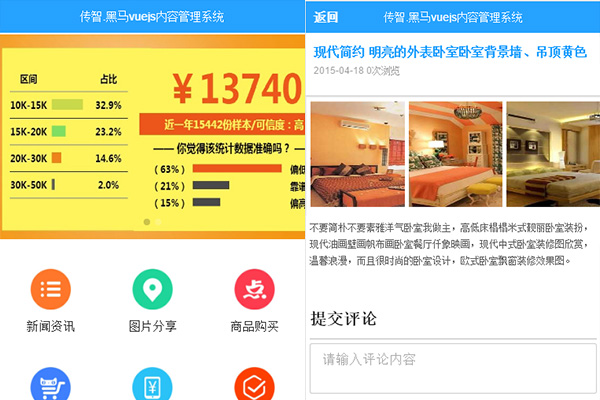 传智.黑马vuejs内容管理系统
区间 占比
10K-15K 32.9%
15K-20K 23.2%
20K-30K 14.6%
30K-50K 2.0%
￥13740
近一年15442份样本/可信度：高
—— 你觉得该统计数据准确吗？ —
（63%） 偏低
（21%） 靠谱
（15%） 偏高
新闻资讯 图片分享 商品购买
返回 传智.黑马vuejs内容管理系统
现代简约 明亮的外表卧室卧室背景墙、吊顶黄色
2015-04-18 0次浏览
不要简朴不要素雅洋气卧室我做主，高低床榻榻米式靓丽卧室装扮，
现代油画壁画帆布画卧室餐厅仟象映画，现代中式卧室装修图欣赏，
温馨浪漫，而且很时尚的卧室设计，欧式卧室飘窗装修效果图。
提交评论
请输入评论内容